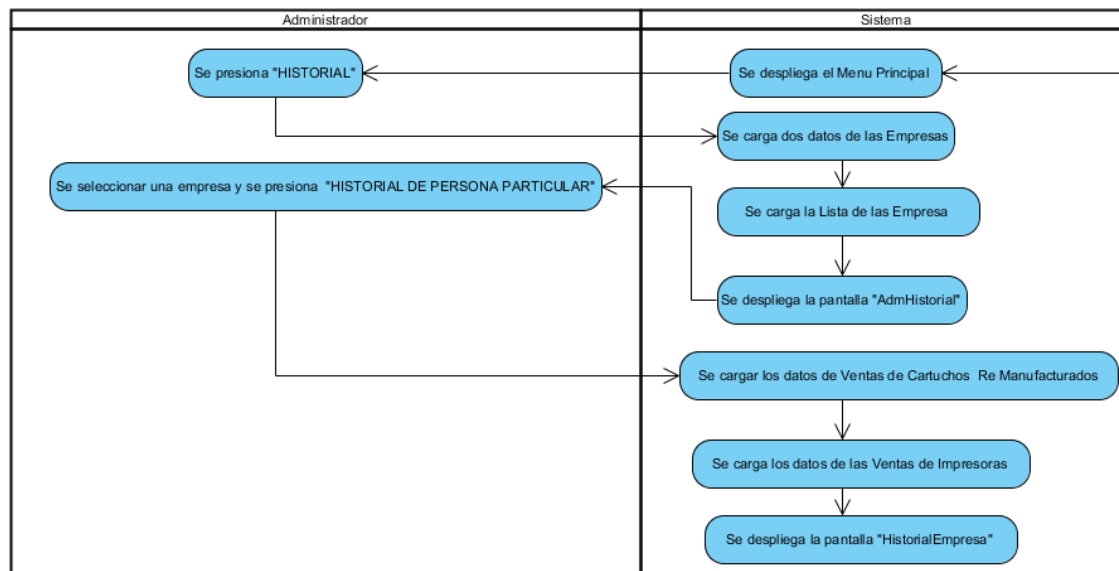 Administrador
Sistema
Se presiona "HISTORIAL"
Se despliega el Menu Principal
Se carga dos datos de las Empresas
Se seleccionar una empresa y se presiona "HISTORIAL DE PERSONA PARTICULAR"
Se carga la Lista de las Empresa
Se despliega la pantalla "AdmHistorial"
Se cargar los datos de Ventas de Cartuchos Re Manufacturados
Se carga los datos de las Ventas de Impresoras
Se despliega la pantalla "HistorialEmpresa"